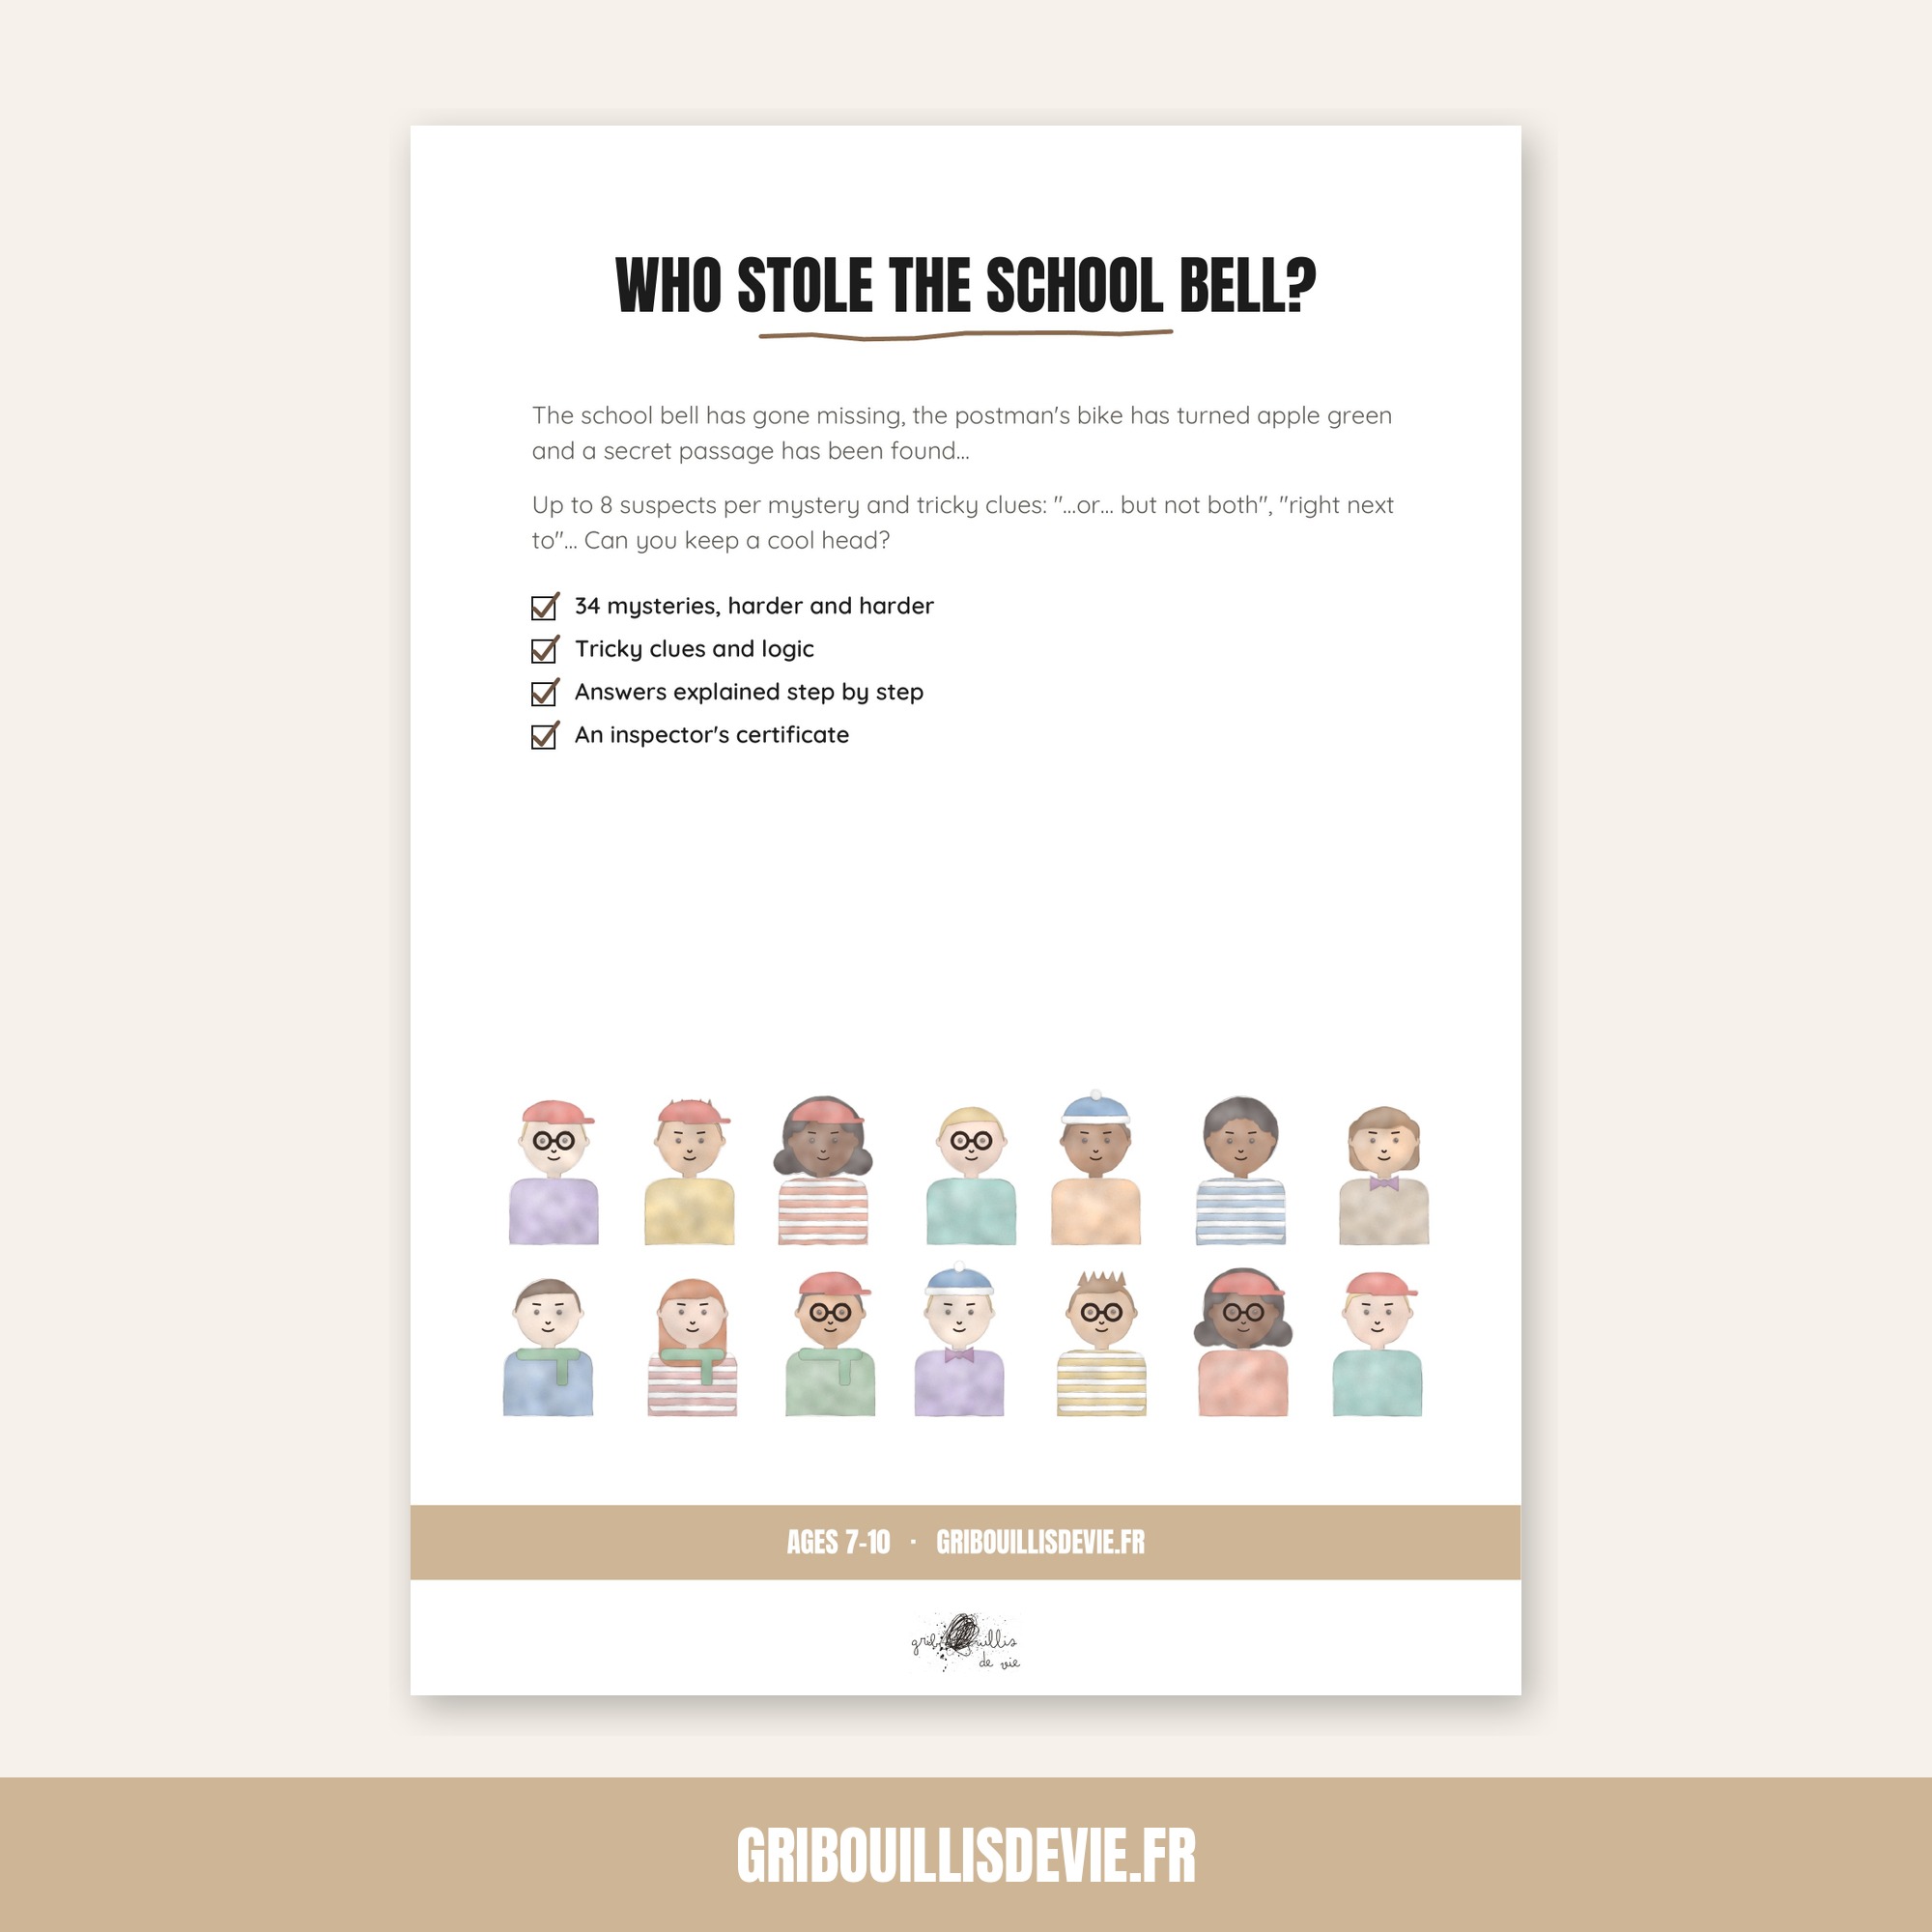 WHO STOLE THE SCHOOL BELL?
The school bell has gone missing, the postman's bike has turned apple green
and a secret passage has been found...
Up to 8 suspects per mystery and tricky clues: "...or... but not both", "right next
to"... Can you keep a cool head?
34 mysteries, harder and harder
Tricky clues and logic
Answers explained step by step
An inspector's certificate
AGES 7-10 · GRIBOUILLISDEVIE.FR
gribouillis
de vie
GRIBOUILLISDEVIE.FR